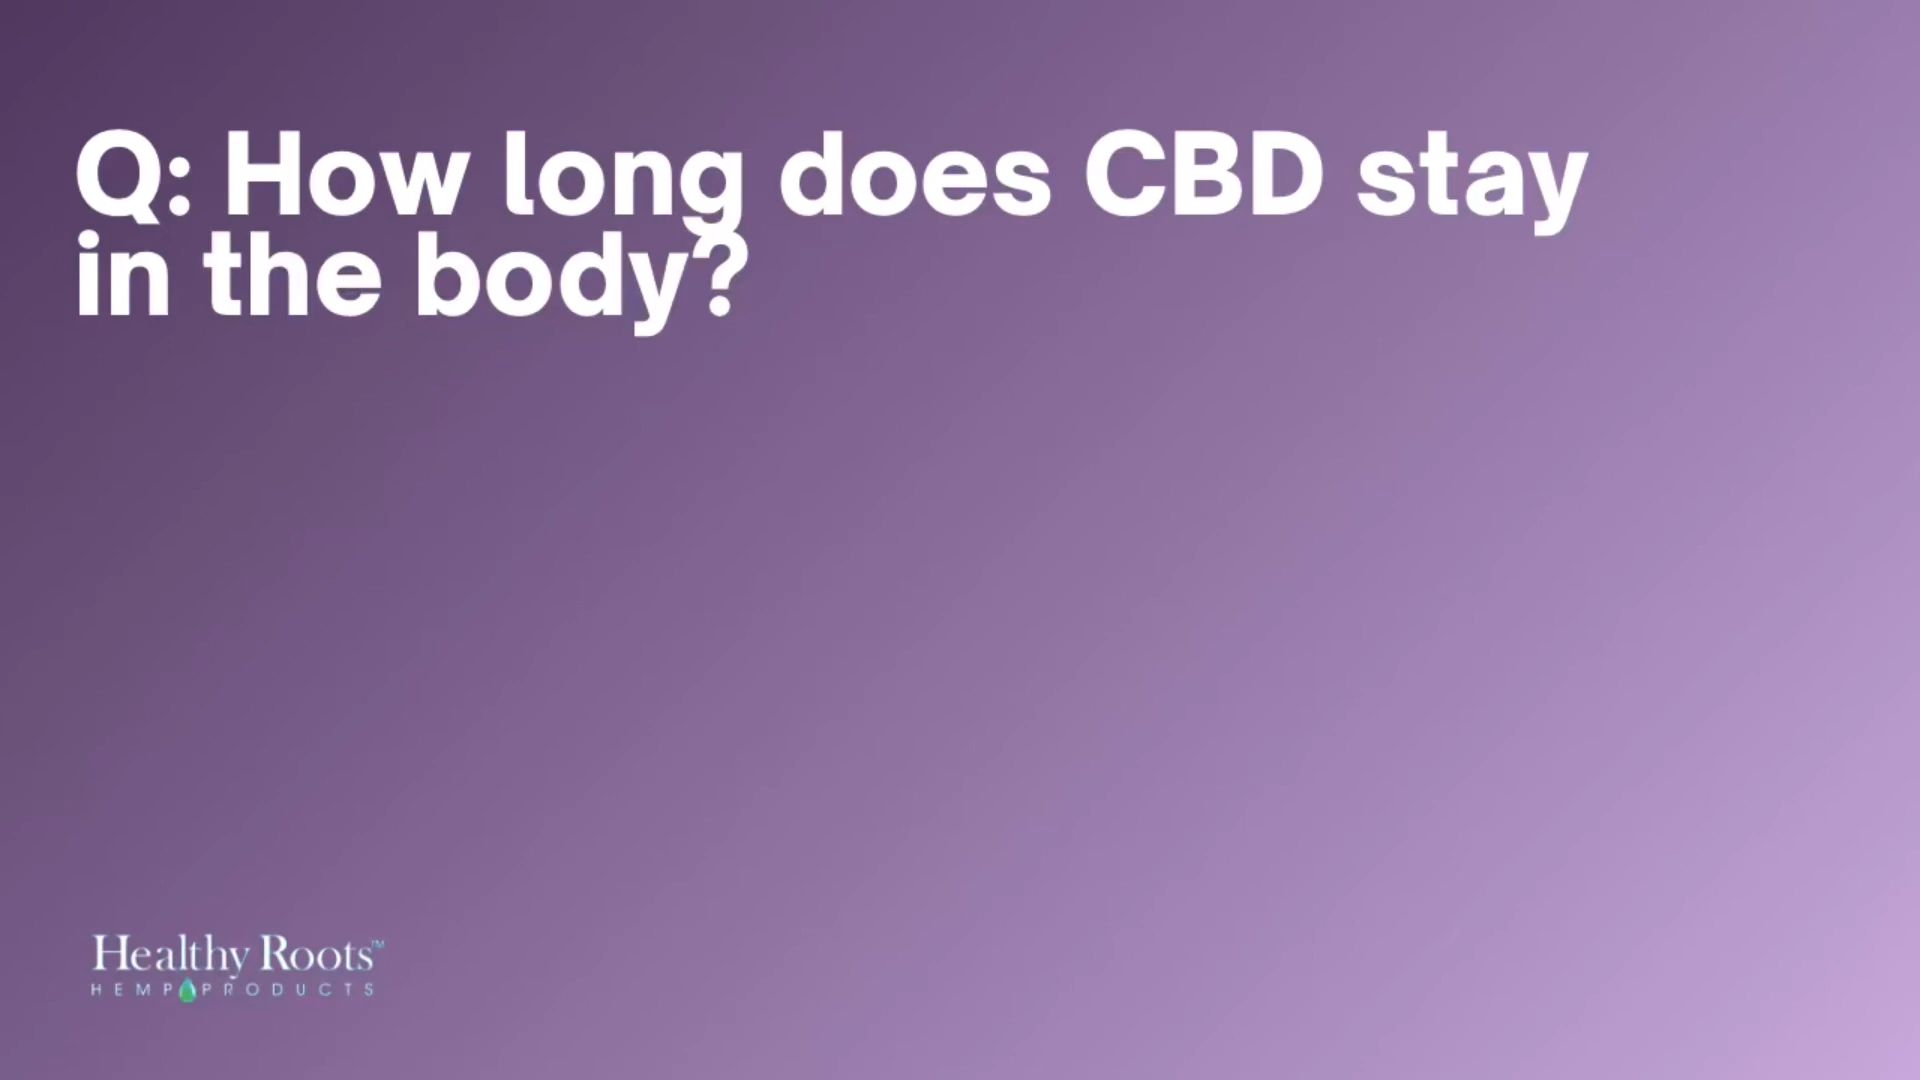 Q: How long does CBD stay
in the body?
Healthy Roots™
HEMP PRODUCTS